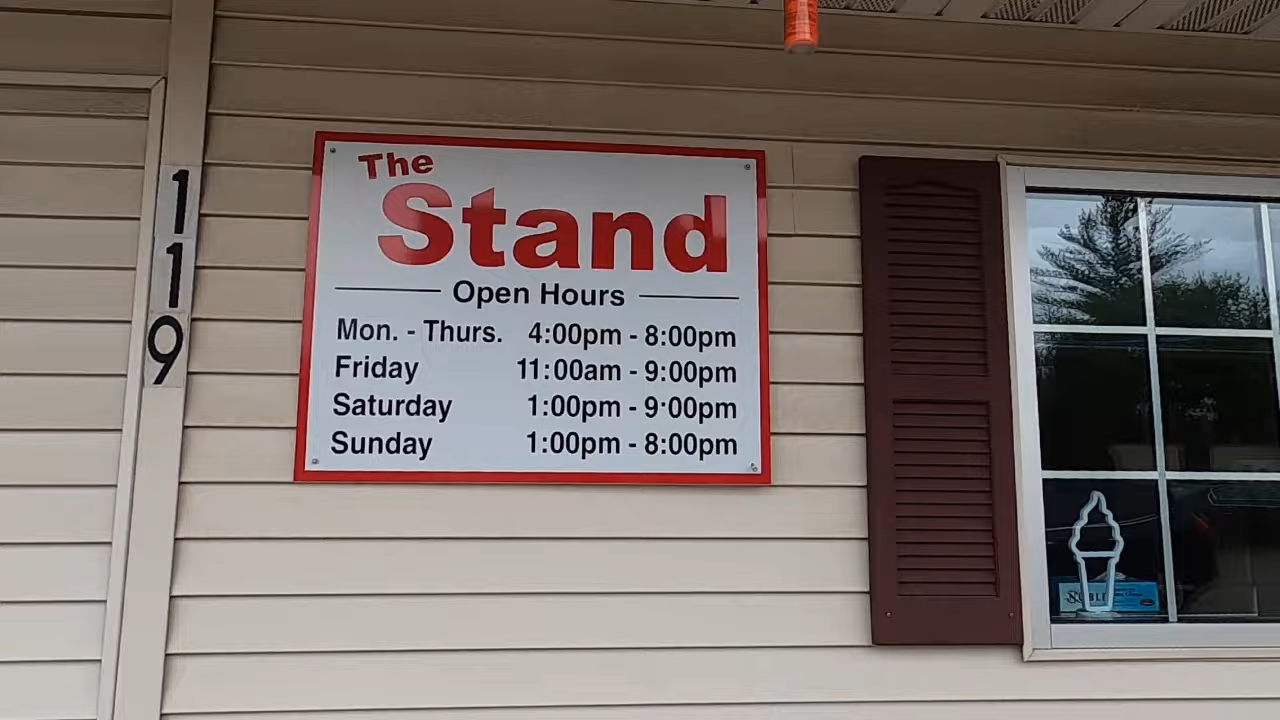 119
The
Stand
Open Hours
Mon. - Thurs. 4:00pm - 8:00pm
Friday 11:00am - 9:00pm
Saturday 1:00pm - 9:00pm
Sunday 1:00pm - 8:00pm